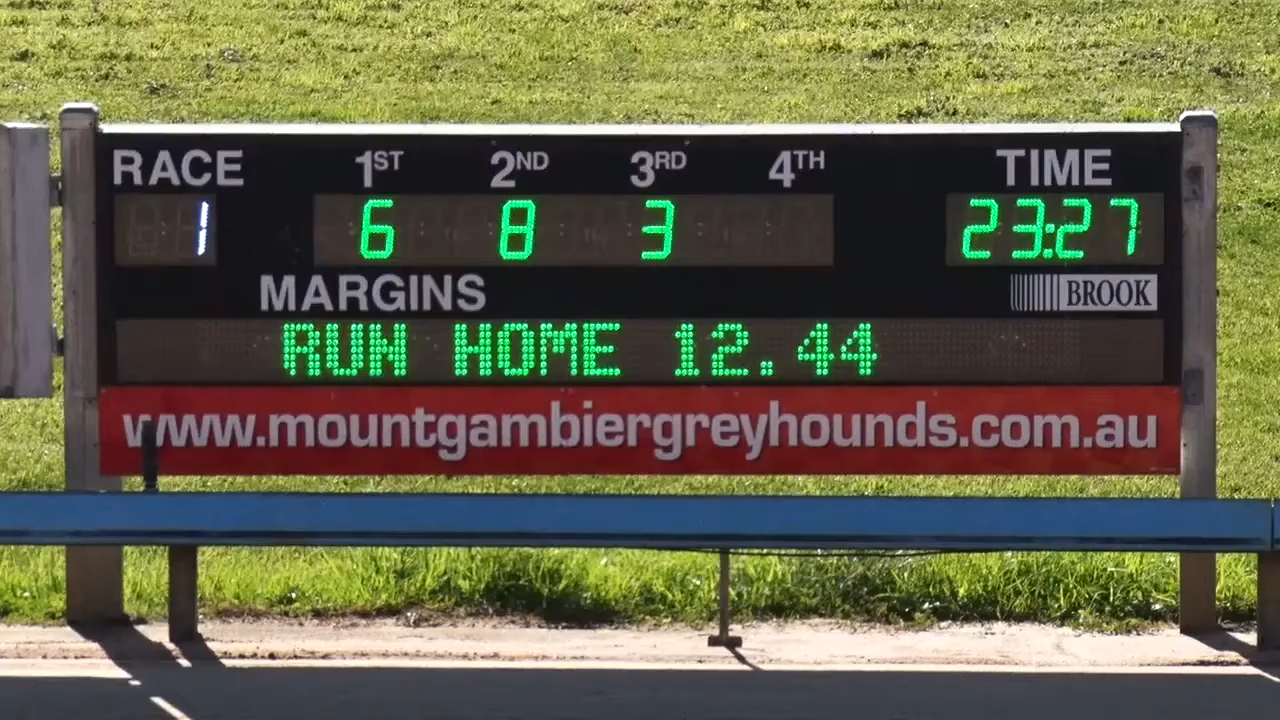 RACE 1ST 2ND 3RD 4TH TIME
1 6 8 3 23:27
MARGINS BROOK
RUN HOME 12.44
www.mountgambiergreyhounds.com.au